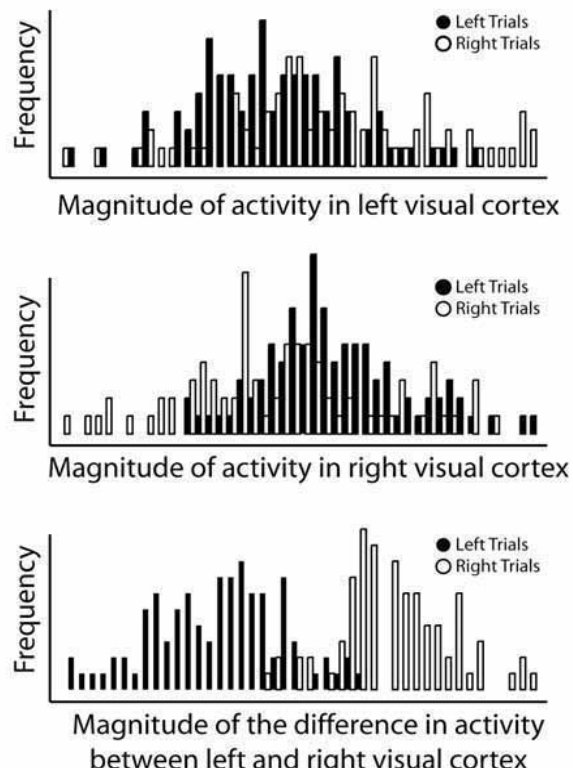 Left Trials
Right Trials
Frequency
Magnitude of activity in left visual cortex
Left Trials
Right Trials
Frequency
Magnitude of activity in right visual cortex
Left Trials
Right Trials
Frequency
Magnitude of the difference in activity
between left and right visual cortex